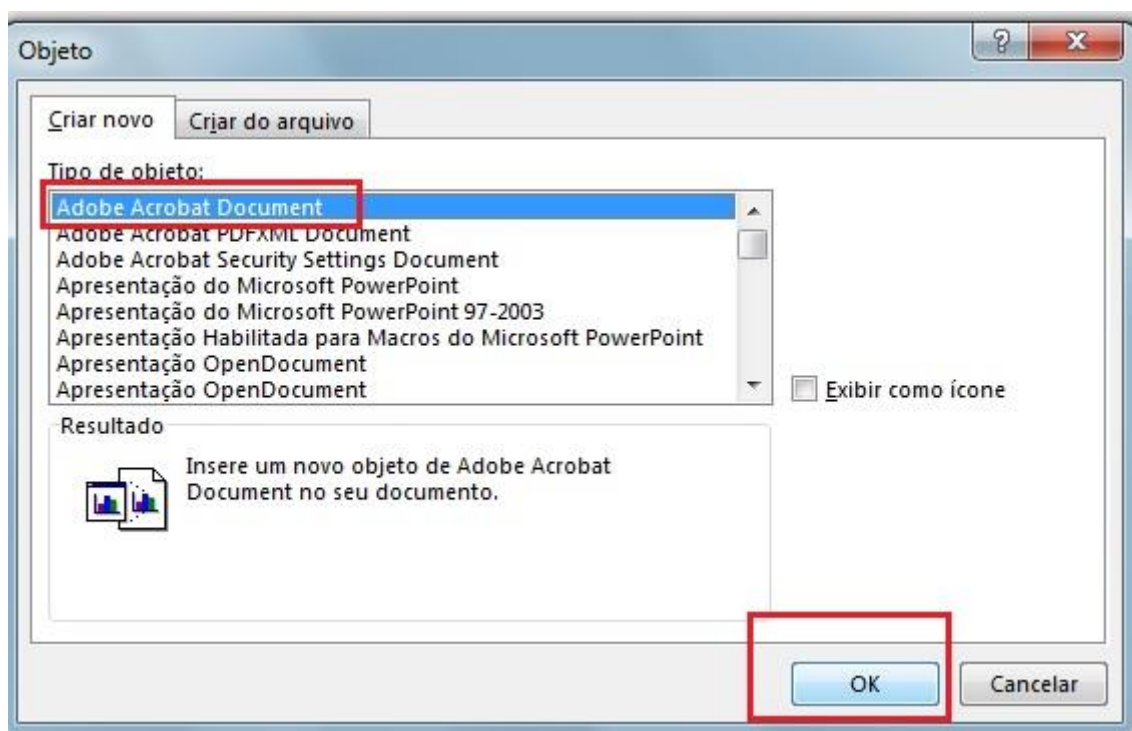 Objeto
Criar novo
Criar do arquivo
Tipo de objeto:
Adobe Acrobat Document
Adobe Acrobat PDFXML Document
Adobe Acrobat Security Settings Document
Apresentação do Microsoft PowerPoint
Apresentação do Microsoft PowerPoint 97-2003
Apresentação Habilitada para Macros do Microsoft PowerPoint
Apresentação OpenDocument
Apresentação OpenDocument
Exibir como ícone
Resultado
Insere um novo objeto de Adobe Acrobat
Document no seu documento.
OK
Cancelar